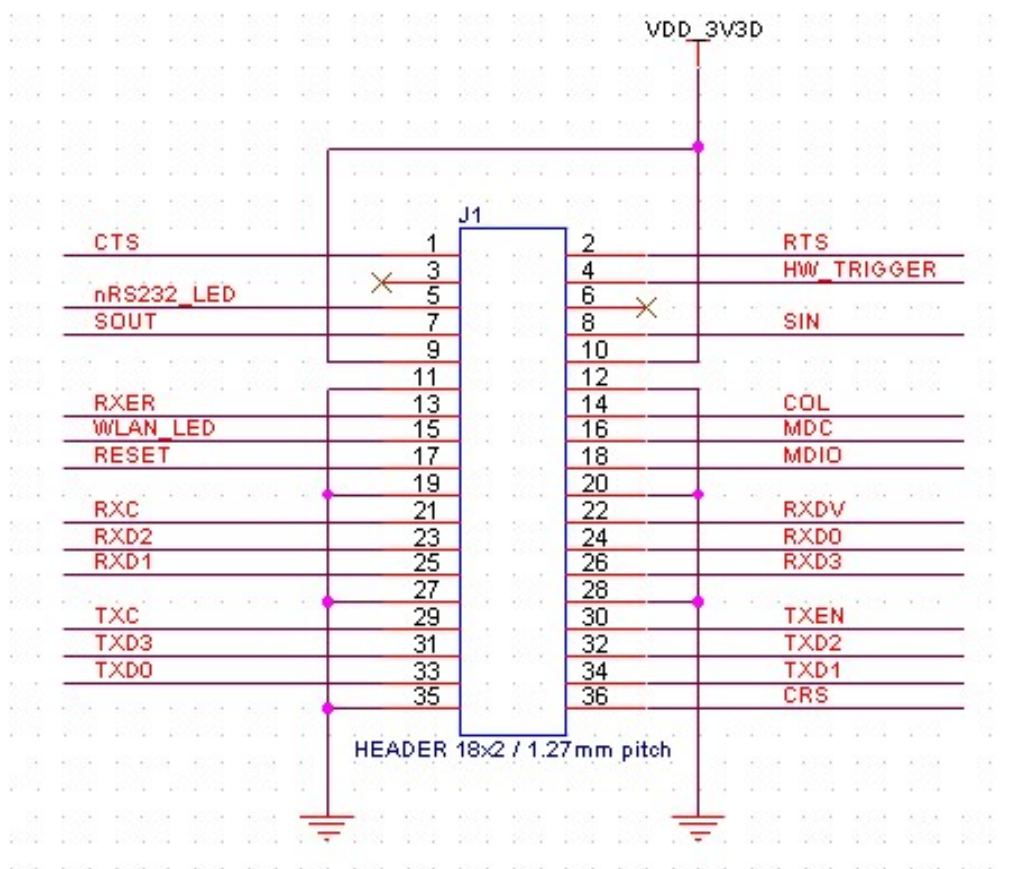 VDD_3V3D
J1
CTS 1 2 RTS
3 4 HW_TRIGGER
nRS232_LED 5 6
SOUT 7 8 SIN
9 10
11 12
RXER 13 14 COL
WLAN_LED 15 16 MDC
RESET 17 18 MDIO
19 20
RXC 21 22 RXDV
RXD2 23 24 RXD0
RXD1 25 26 RXD3
27 28
TXC 29 30 TXEN
TXD3 31 32 TXD2
TXD0 33 34 TXD1
35 36 CRS
HEADER 18x2 / 1.27mm pitch